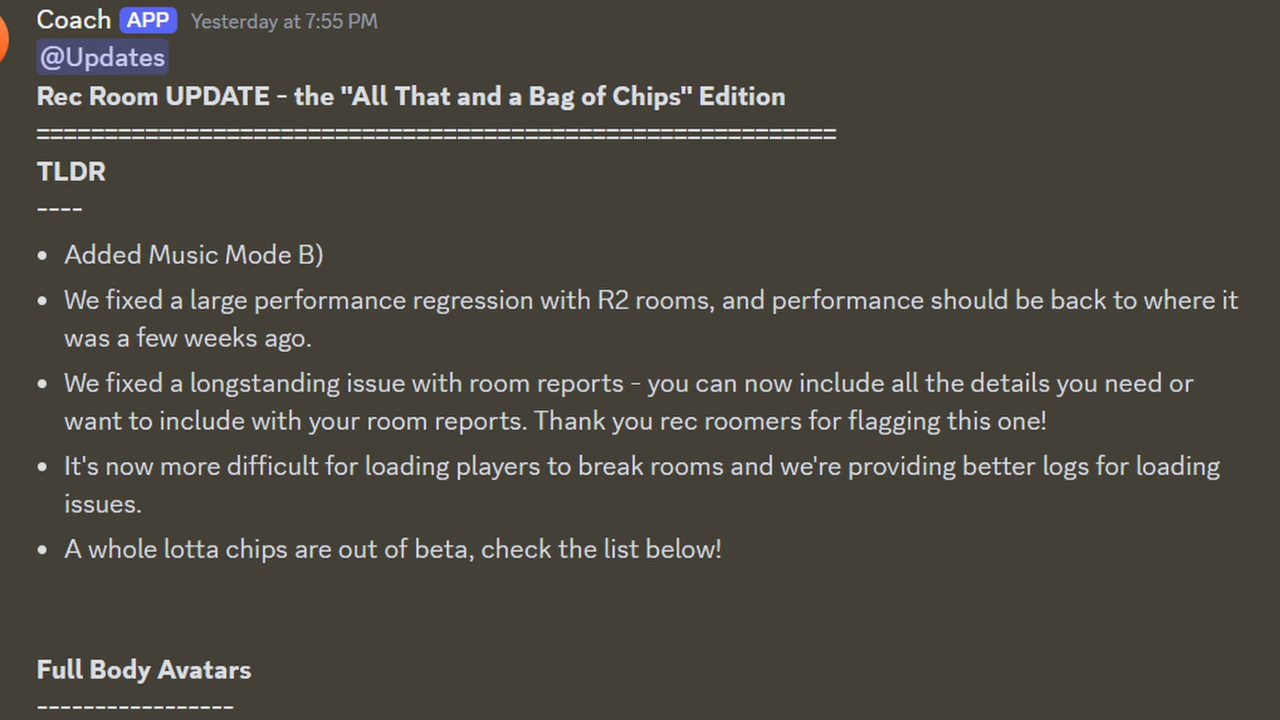 Coach APP Yesterday at 7:55 PM
@Updates
Rec Room UPDATE - the "All That and a Bag of Chips" Edition
===========================================================
TLDR
----
• Added Music Mode B)
• We fixed a large performance regression with R2 rooms, and performance should be back to where it
was a few weeks ago.
• We fixed a longstanding issue with room reports - you can now include all the details you need or
want to include with your room reports. Thank you rec roomers for flagging this one!
• It's now more difficult for loading players to break rooms and we're providing better logs for loading
issues.
• A whole lotta chips are out of beta, check the list below!
Full Body Avatars
-----------------